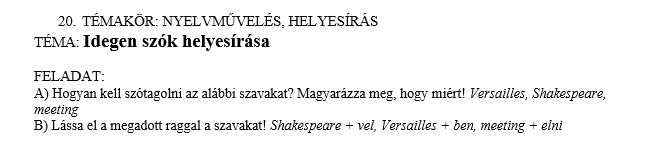 20. TÉMAKÖR: NYELVMŰVELÉS, HELYESÍRÁS
TÉMA: Idegen szók helyesírása
FELADAT:
A) Hogyan kell szótagolni az alábbi szavakat? Magyarázza meg, hogy miért! Versailles, Shakespeare,
meeting
B) Lássa el a megadott raggal a szavakat! Shakespeare + vel, Versailles + ben, meeting + elni